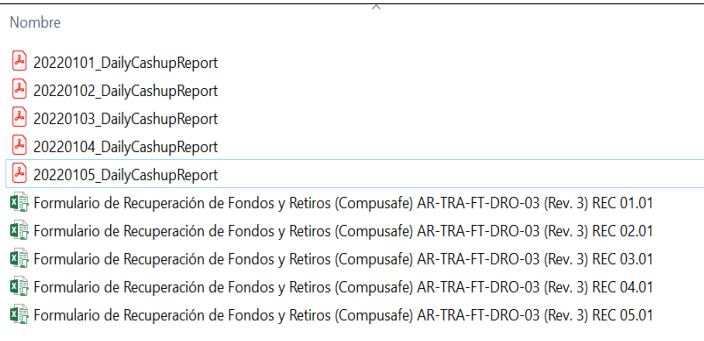 Nombre
20220101_DailyCashupReport
20220102_DailyCashupReport
20220103_DailyCashupReport
20220104_DailyCashupReport
20220105_DailyCashupReport
Formulario de Recuperación de Fondos y Retiros (Compusafe) AR-TRA-FT-DRO-03 (Rev. 3) REC 01.01
Formulario de Recuperación de Fondos y Retiros (Compusafe) AR-TRA-FT-DRO-03 (Rev. 3) REC 02.01
Formulario de Recuperación de Fondos y Retiros (Compusafe) AR-TRA-FT-DRO-03 (Rev. 3) REC 03.01
Formulario de Recuperación de Fondos y Retiros (Compusafe) AR-TRA-FT-DRO-03 (Rev. 3) REC 04.01
Formulario de Recuperación de Fondos y Retiros (Compusafe) AR-TRA-FT-DRO-03 (Rev. 3) REC 05.01